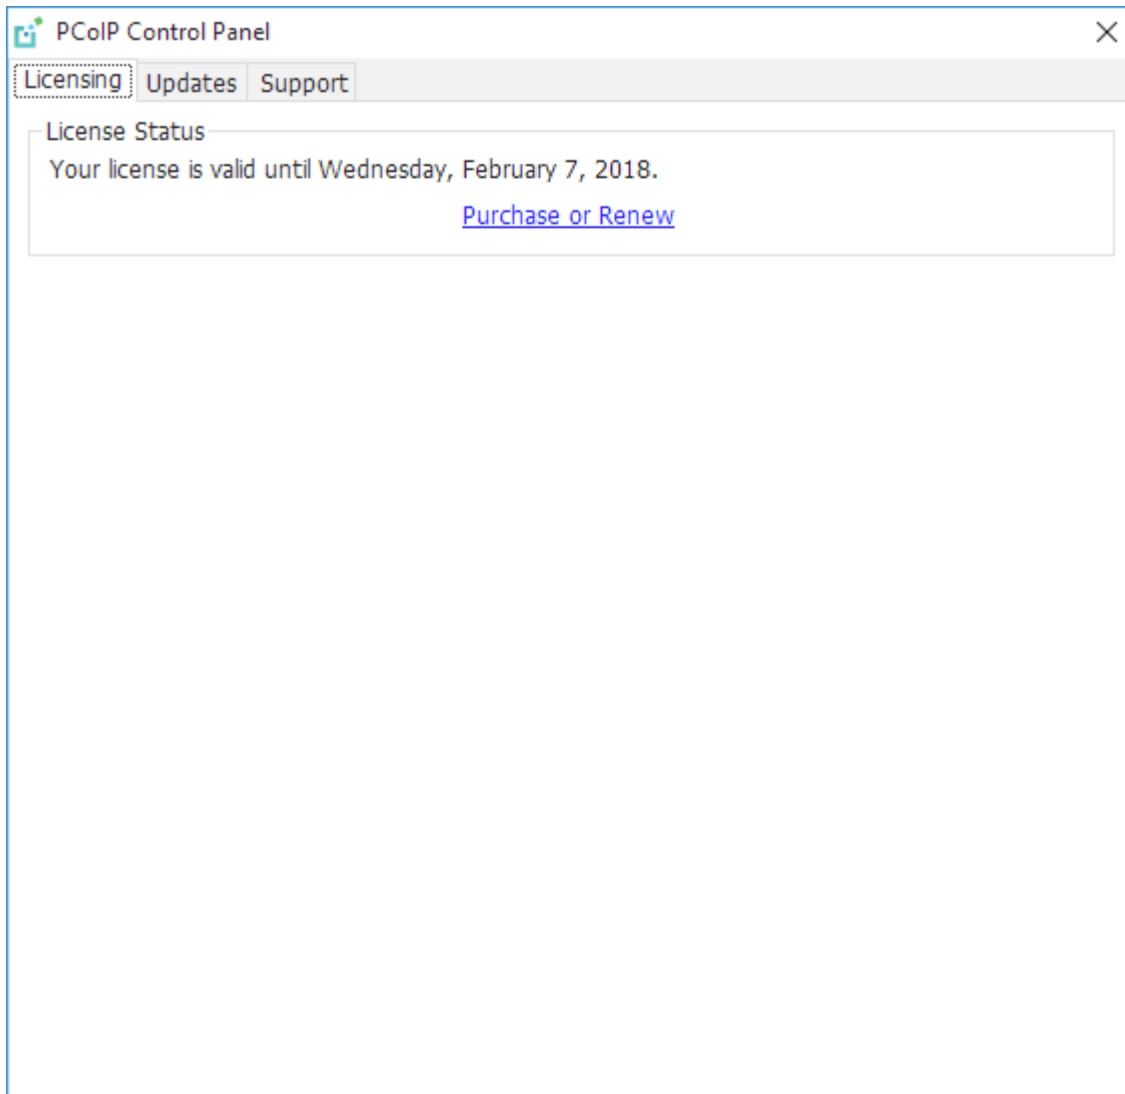 PCoIP Control Panel
Licensing Updates Support
License Status
Your license is valid until Wednesday, February 7, 2018.
Purchase or Renew